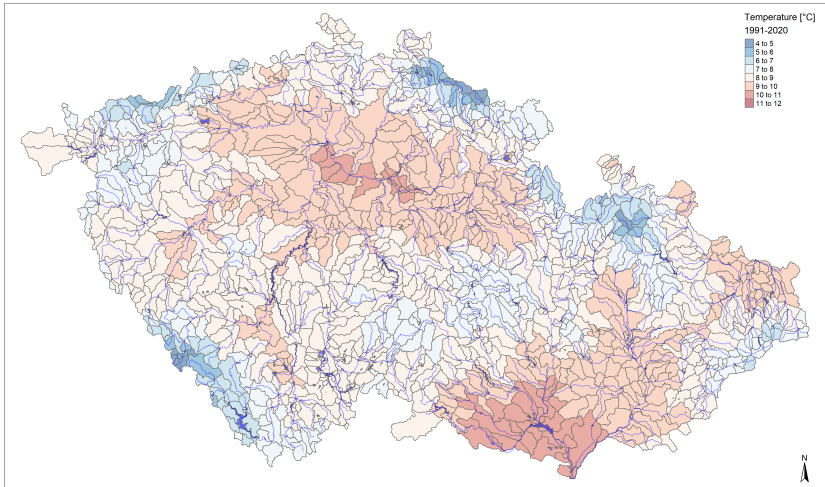 Temperature [°C]
1991-2020
4 to 5
5 to 6
6 to 7
7 to 8
8 to 9
9 to 10
10 to 11
11 to 12
N